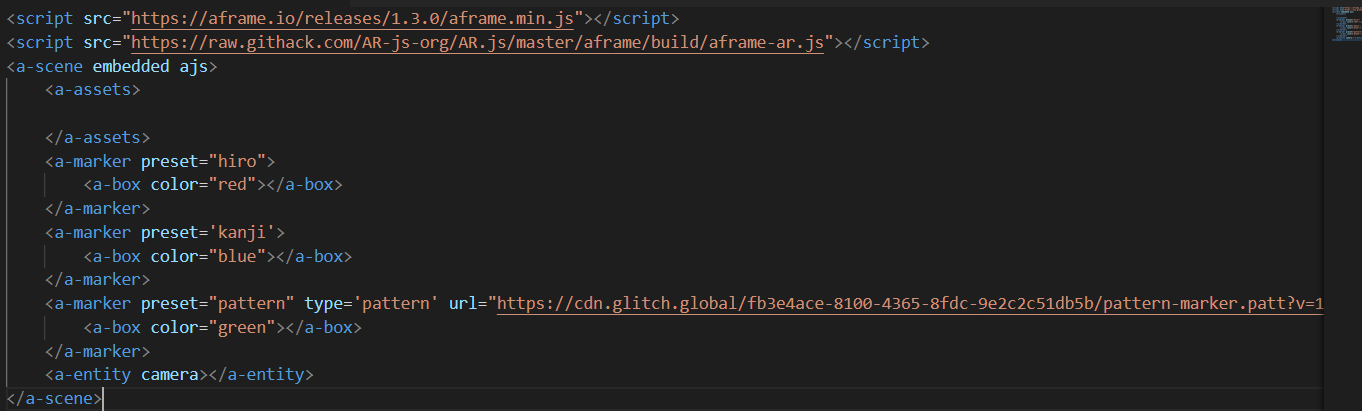 <script src="https://aframe.io/releases/1.3.0/aframe.min.js"></script>
<script src="https://raw.githack.com/AR-js-org/AR.js/master/aframe/build/aframe-ar.js"></script>
<a-scene embedded ajs>
    <a-assets>

    </a-assets>
    <a-marker preset="hiro">
        <a-box color="red"></a-box>
    </a-marker>
    <a-marker preset='kanji'>
        <a-box color="blue"></a-box>
    </a-marker>
    <a-marker preset="pattern" type='pattern' url="https://cdn.glitch.global/fb3e4ace-8100-4365-8fdc-9e2c2c51db5b/pattern-marker.patt?v=1
        <a-box color="green"></a-box>
    </a-marker>
    <a-entity camera></a-entity>
</a-scene>